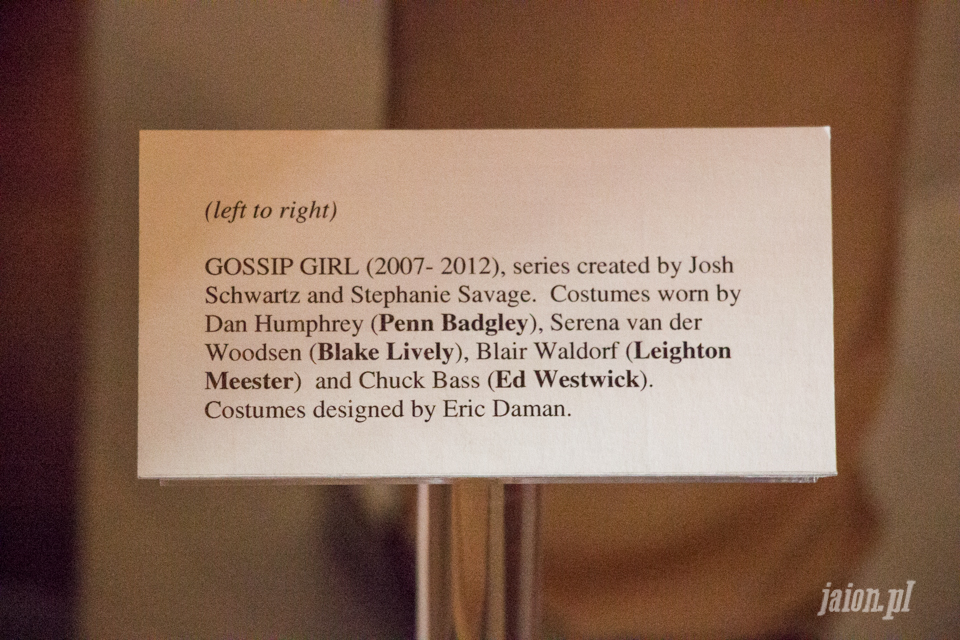 (left to right)
GOSSIP GIRL (2007- 2012), series created by Josh
Schwartz and Stephanie Savage.  Costumes worn by
Dan Humphrey (Penn Badgley), Serena van der
Woodsen (Blake Lively), Blair Waldorf (Leighton
Meester)  and Chuck Bass (Ed Westwick).
Costumes designed by Eric Daman.
jaion.pl